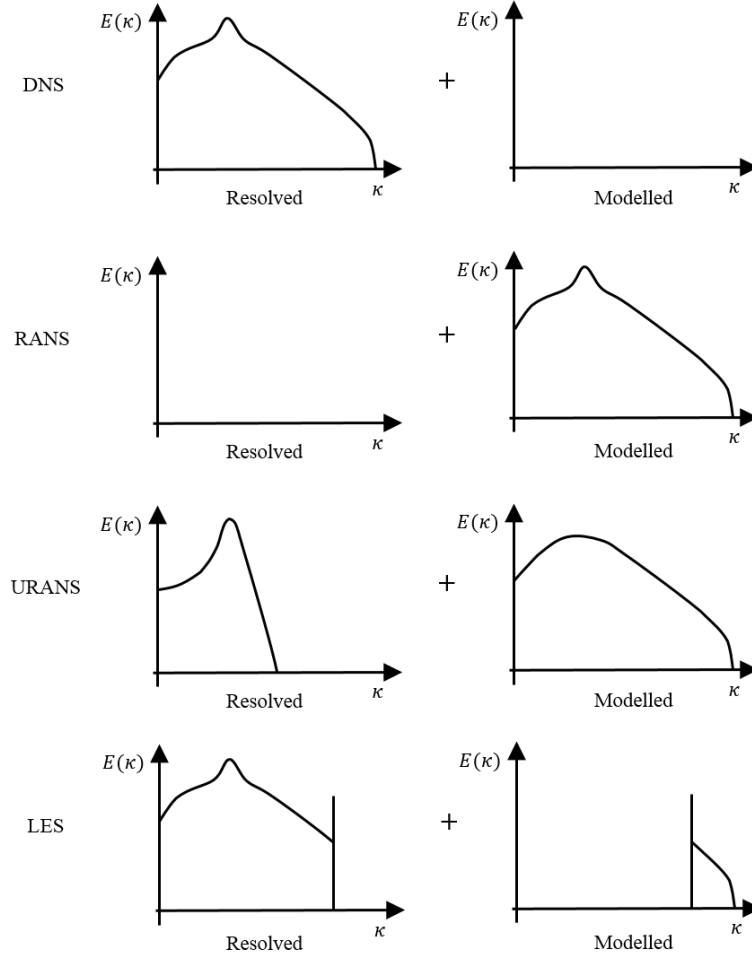 E(κ)
E(κ)
DNS
+
κ
κ
Resolved
Modelled
E(κ)
E(κ)
RANS
+
κ
κ
Resolved
Modelled
E(κ)
E(κ)
URANS
+
κ
κ
Resolved
Modelled
E(κ)
E(κ)
LES
+
κ
κ
Resolved
Modelled